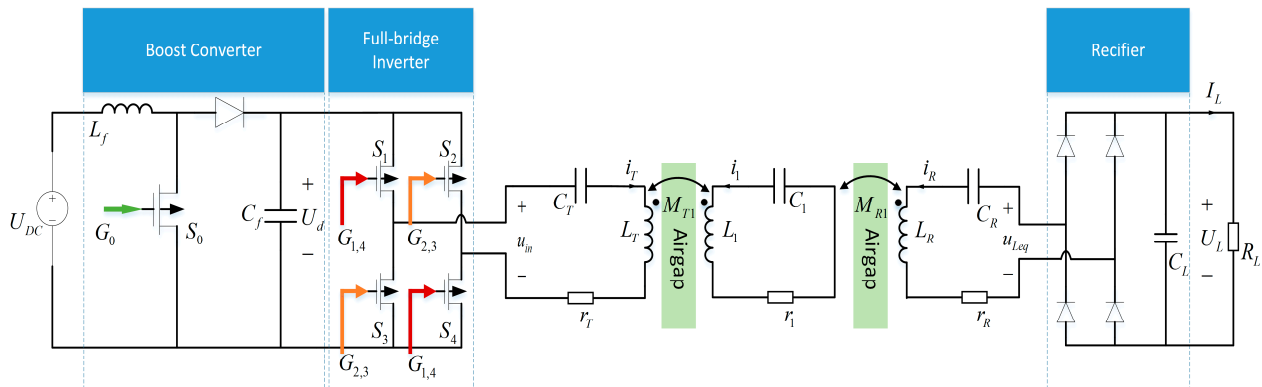 Boost Converter
Full-bridge
Inverter
Recifier
L_f
U_DC
+
G_0
S_0
C_f
+
U_d
−
S_1
S_2
G_1,4
G_2,3
S_3
S_4
G_2,3
G_1,4
+
u_in
−
C_T
i_T
L_T
r_T
M_T1
Airgap
i_1
L_1
C_1
r_1
M_R1
Airgap
i_R
L_R
C_R
r_R
+
u_Leq
−
C_L
I_L
+
U_L
−
R_L